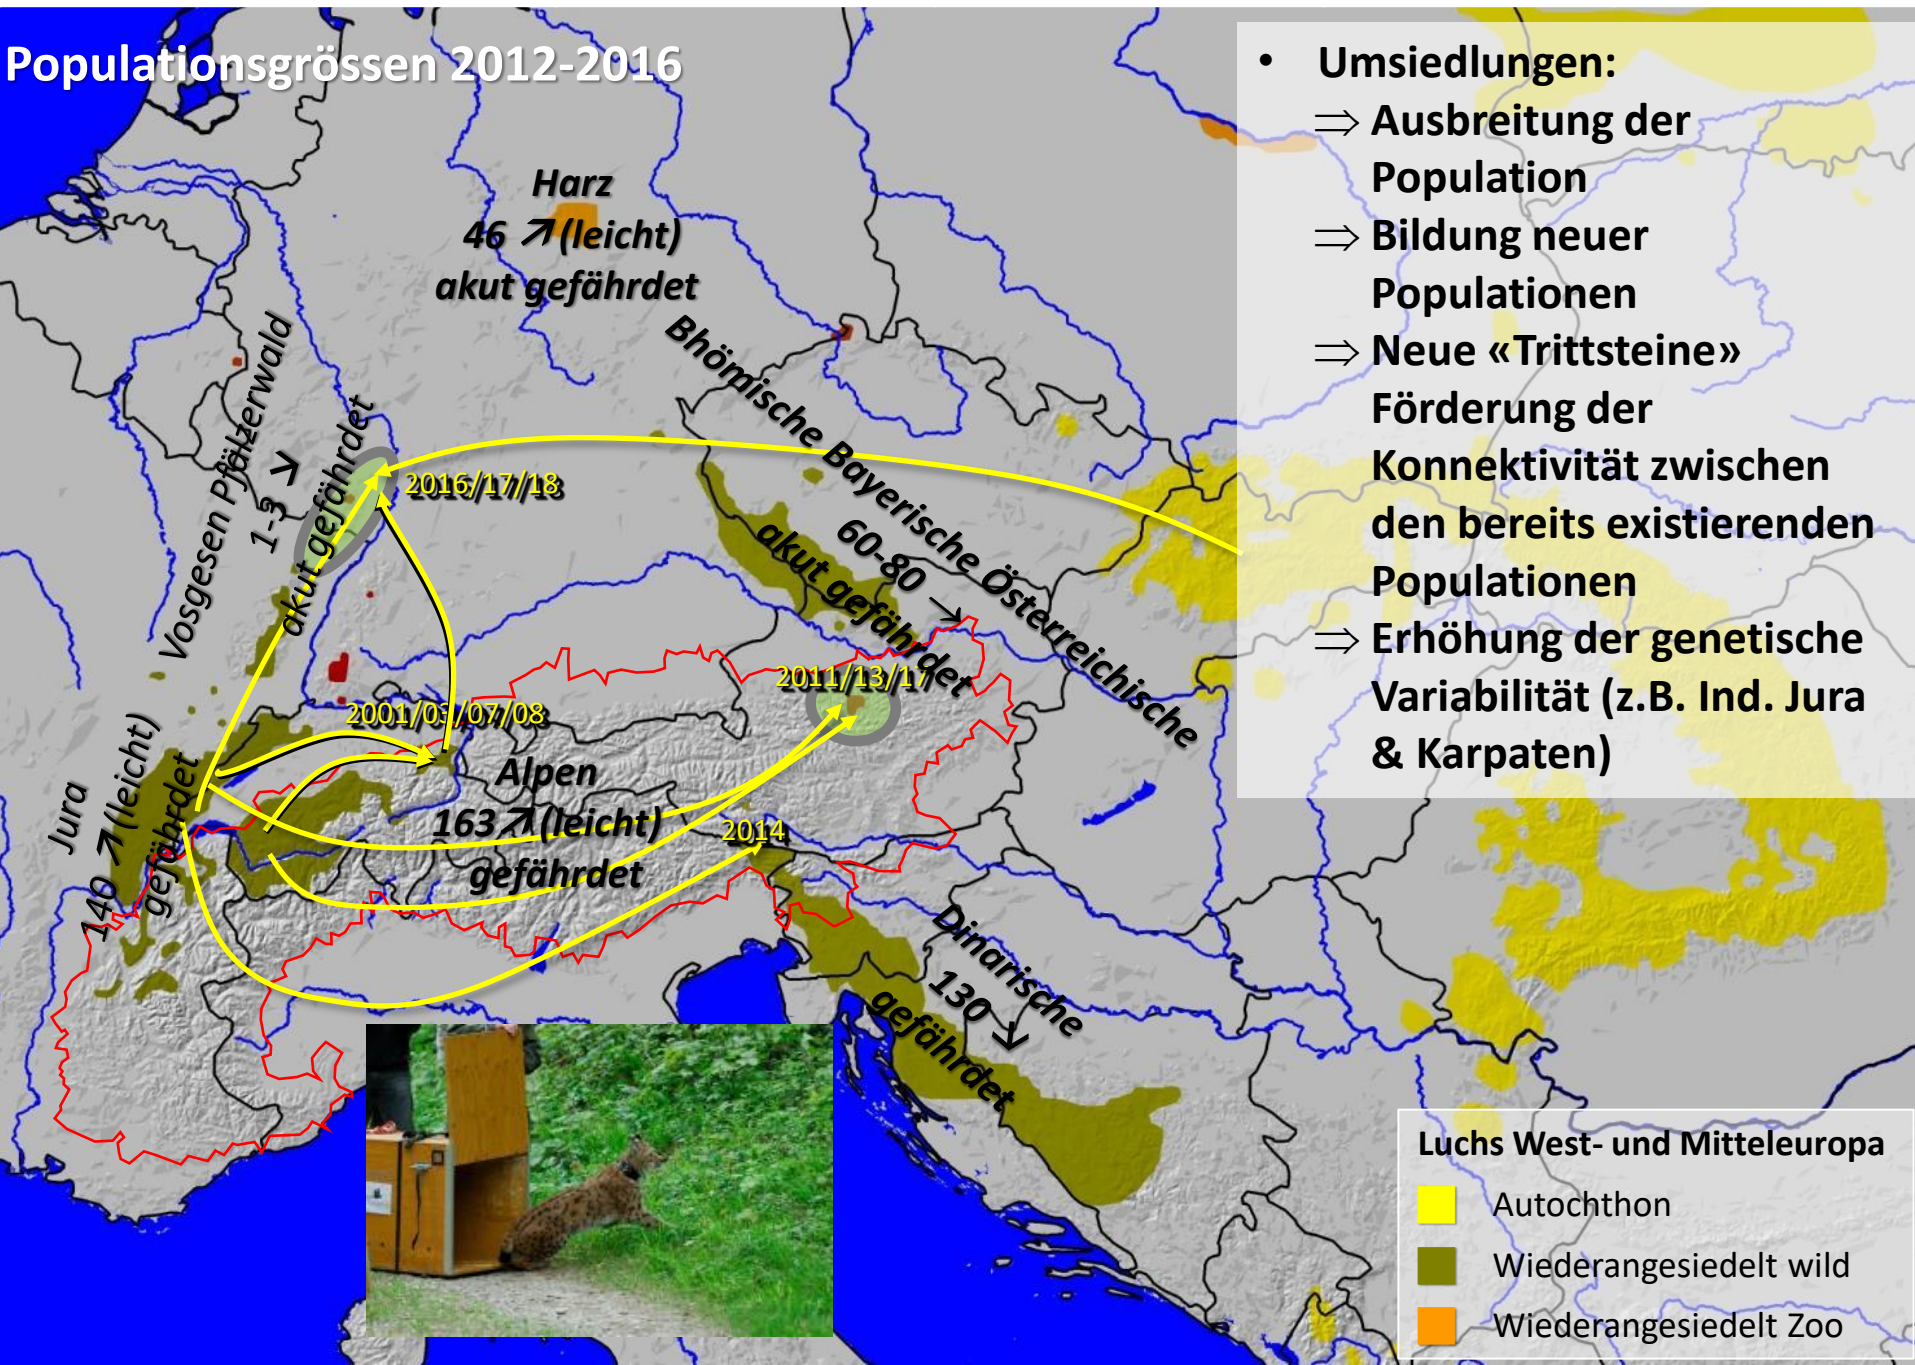 Populationsgrössen 2012-2016
• Umsiedlungen:
⇒ Ausbreitung der
Population
⇒ Bildung neuer
Populationen
⇒ Neue «Trittsteine»
Förderung der
Konnektivität zwischen
den bereits existierenden
Populationen
⇒ Erhöhung der genetische
Variabilität (z.B. Ind. Jura
& Karpaten)
Harz
46 ↗ (leicht)
akut gefährdet
Bhömische Bayerische Österreichische
60-80 →
akut gefährdet
Vosgesen Pfälzerwald
1-3 ↘
akut gefährdet
2016/17/18
2011/13/17
2001/03/07/08
Jura
140 ↗ (leicht)
gefährdet
Alpen
163 ↗ (leicht)
gefährdet
2014
Dinarische
130 ↘
gefährdet
Luchs West- und Mitteleuropa
Autochthon
Wiederangesiedelt wild
Wiederangesiedelt Zoo